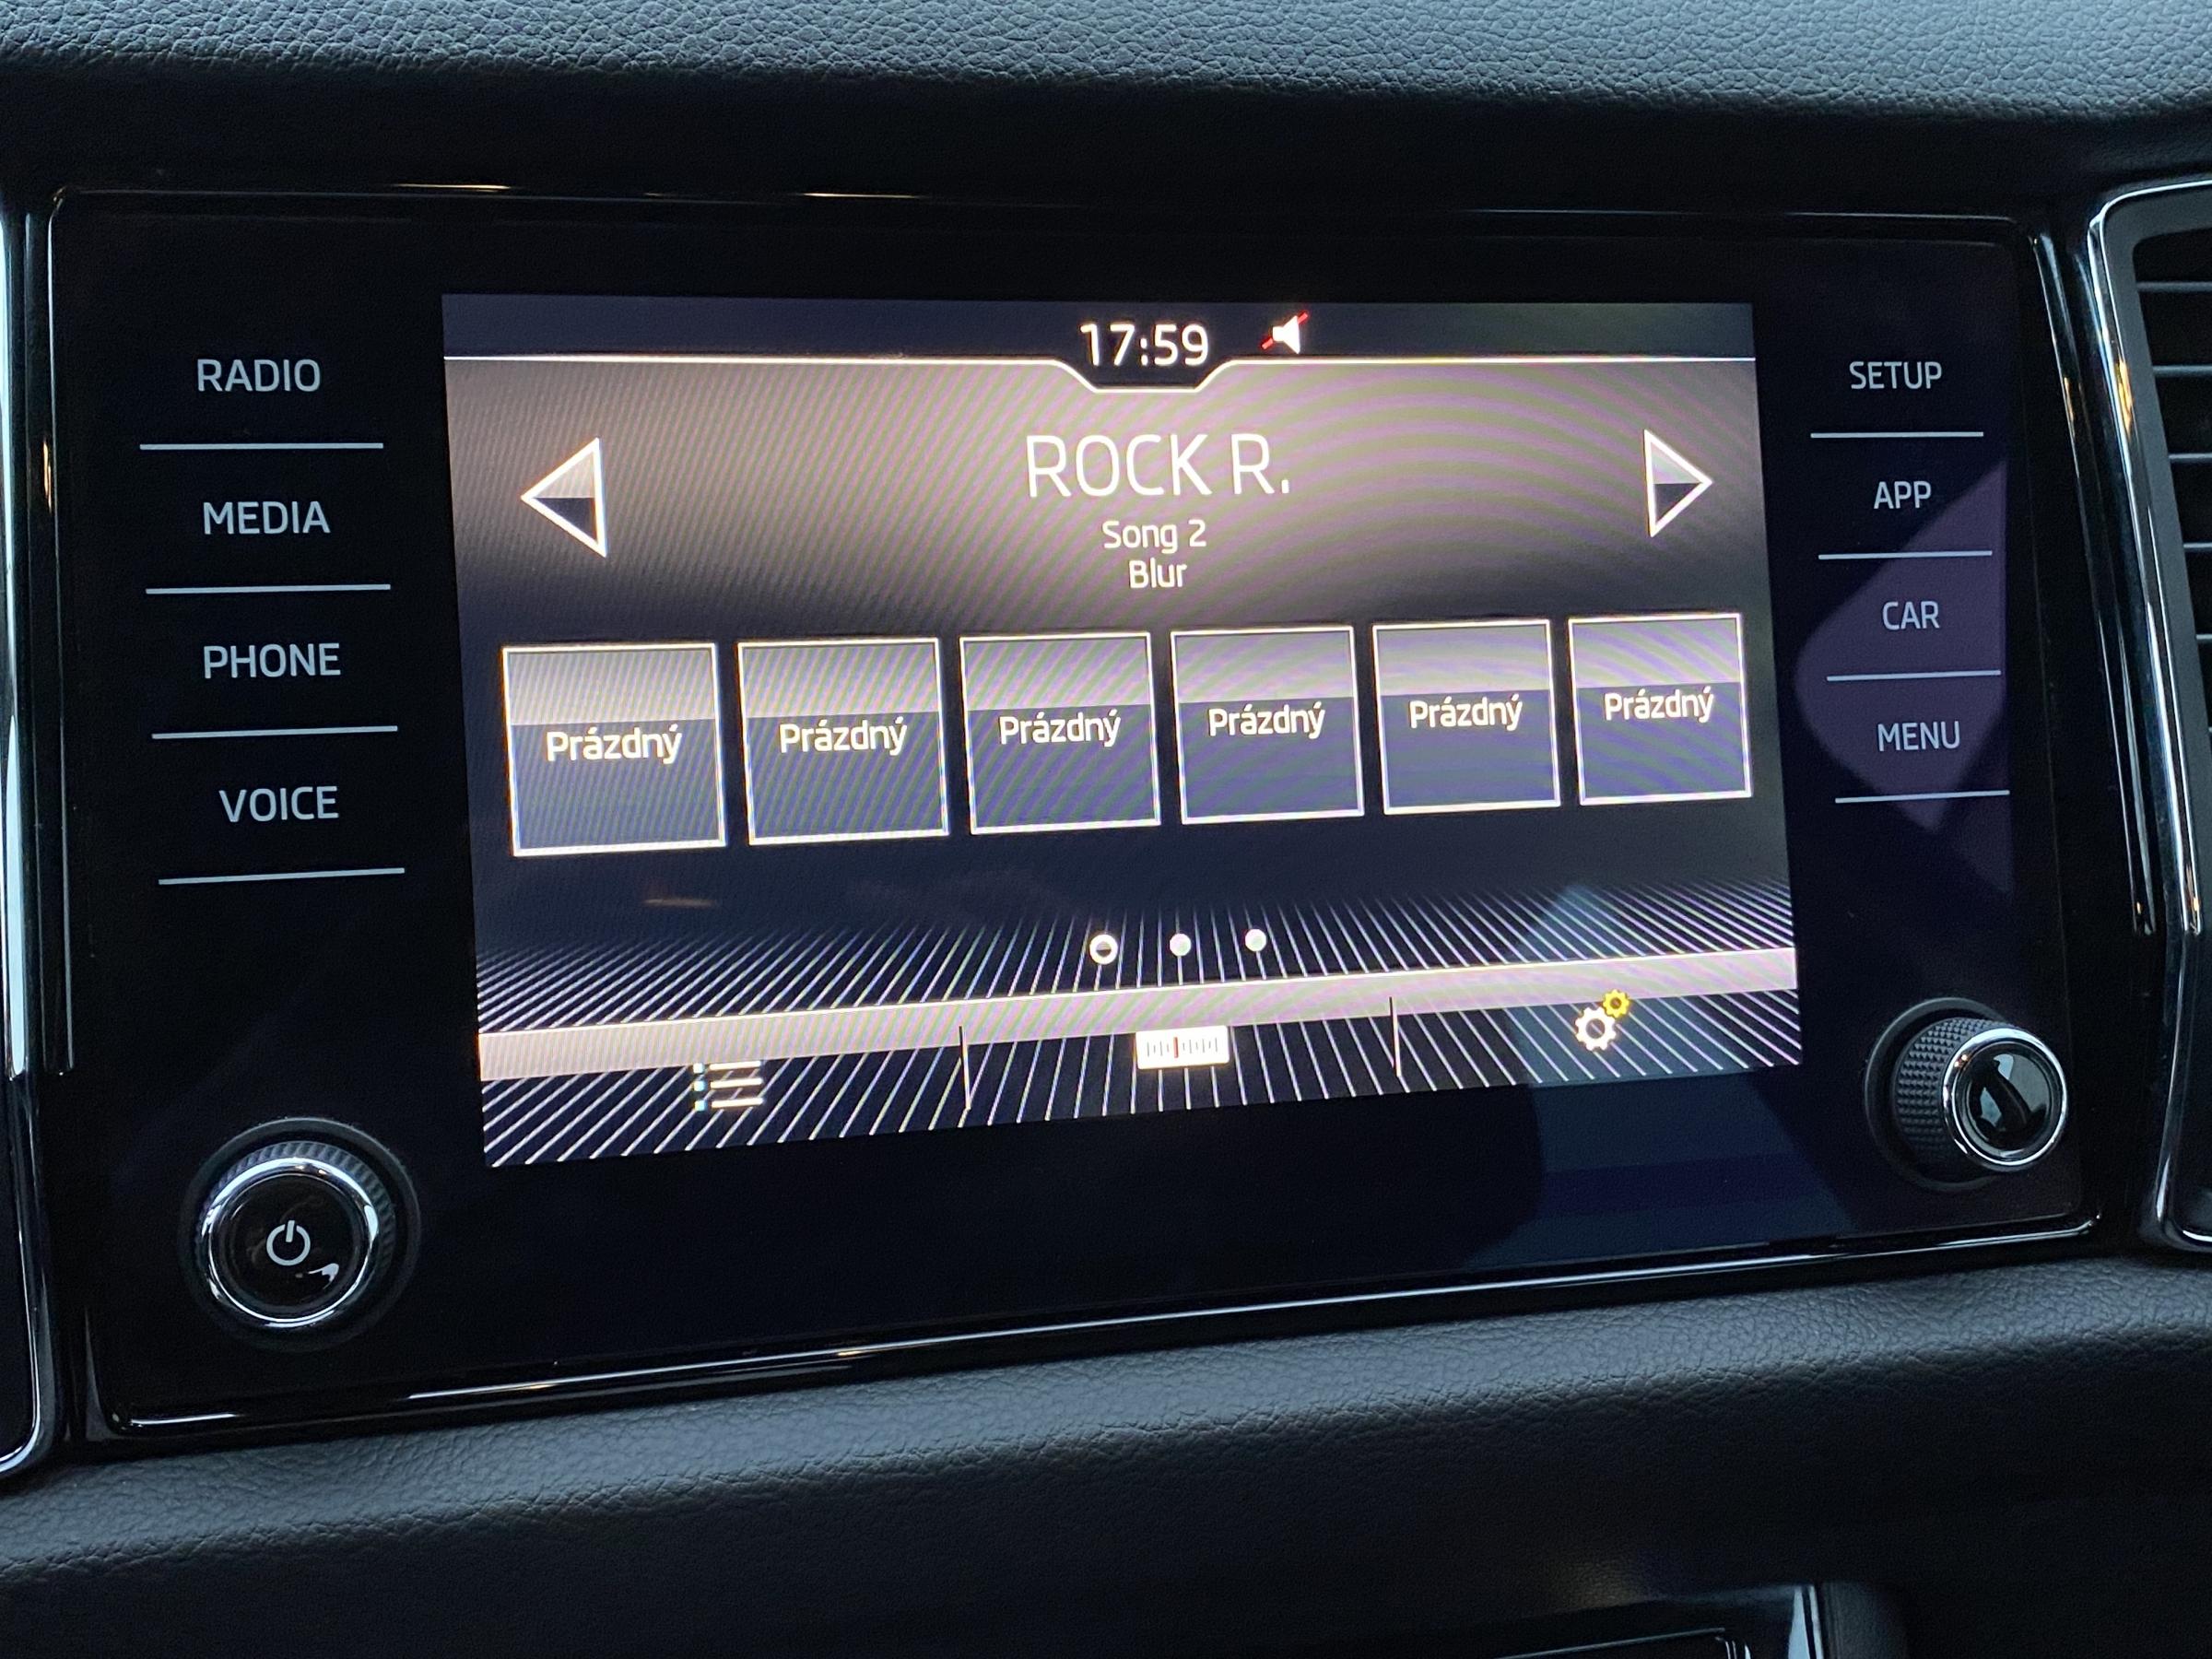 17:59
RADIO
MEDIA
PHONE
VOICE
ROCK R.
Song 2
Blur
Prázdný
Prázdný
Prázdný
Prázdný
Prázdný
Prázdný
SETUP
APP
CAR
MENU